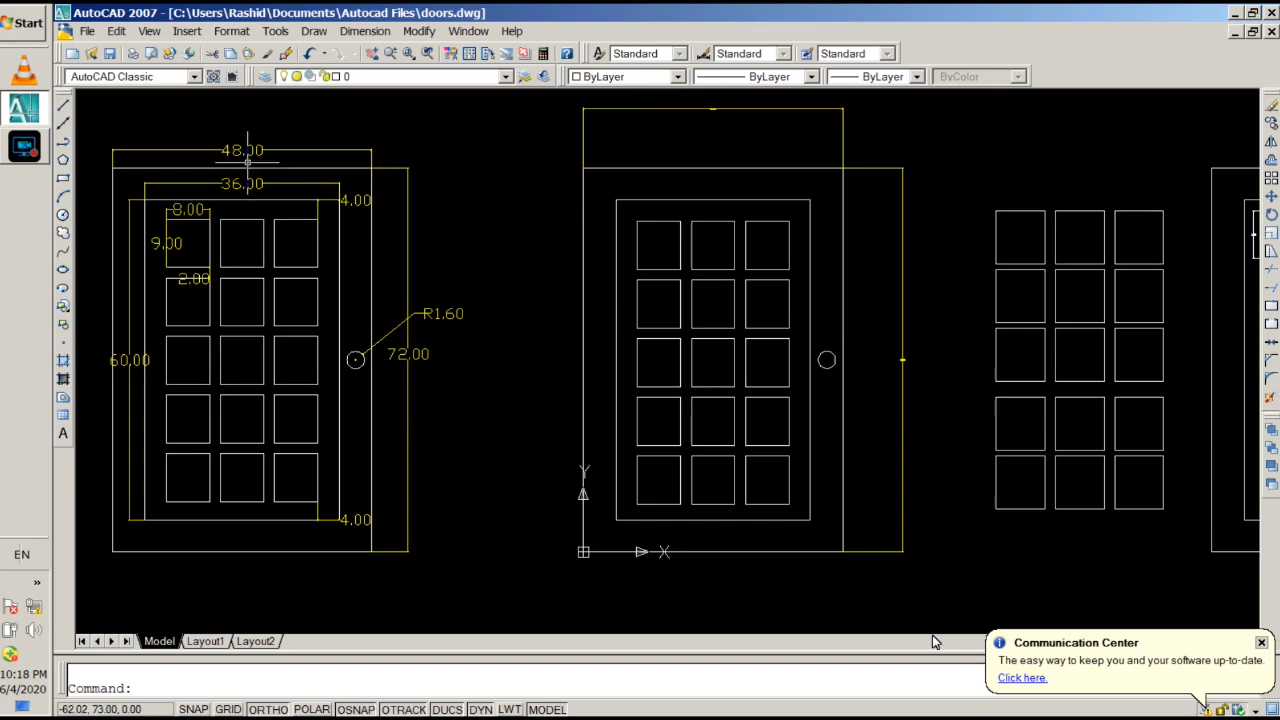 Start
AutoCAD 2007 - [C:\Users\Rashid\Documents\Autocad Files\doors.dwg]
File Edit View Insert Format Tools Draw Dimension Modify Window Help
Standard Standard Standard
AutoCAD Classic 0 ByLayer ByLayer ByLayer ByColor
48.00
36.00
8.00 4.00
9.00
2.00
R1.60
60.00 72.00
4.00
Y
X
EN
»
10:18 PM
6/4/2020
Model Layout1 Layout2
Communication Center
The easy way to keep you and your software up-to-date.
Click here.
Command:
-62.02, 73.00, 0.00 SNAP GRID ORTHO POLAR OSNAP OTRACK DUCS DYN LWT MODEL
A